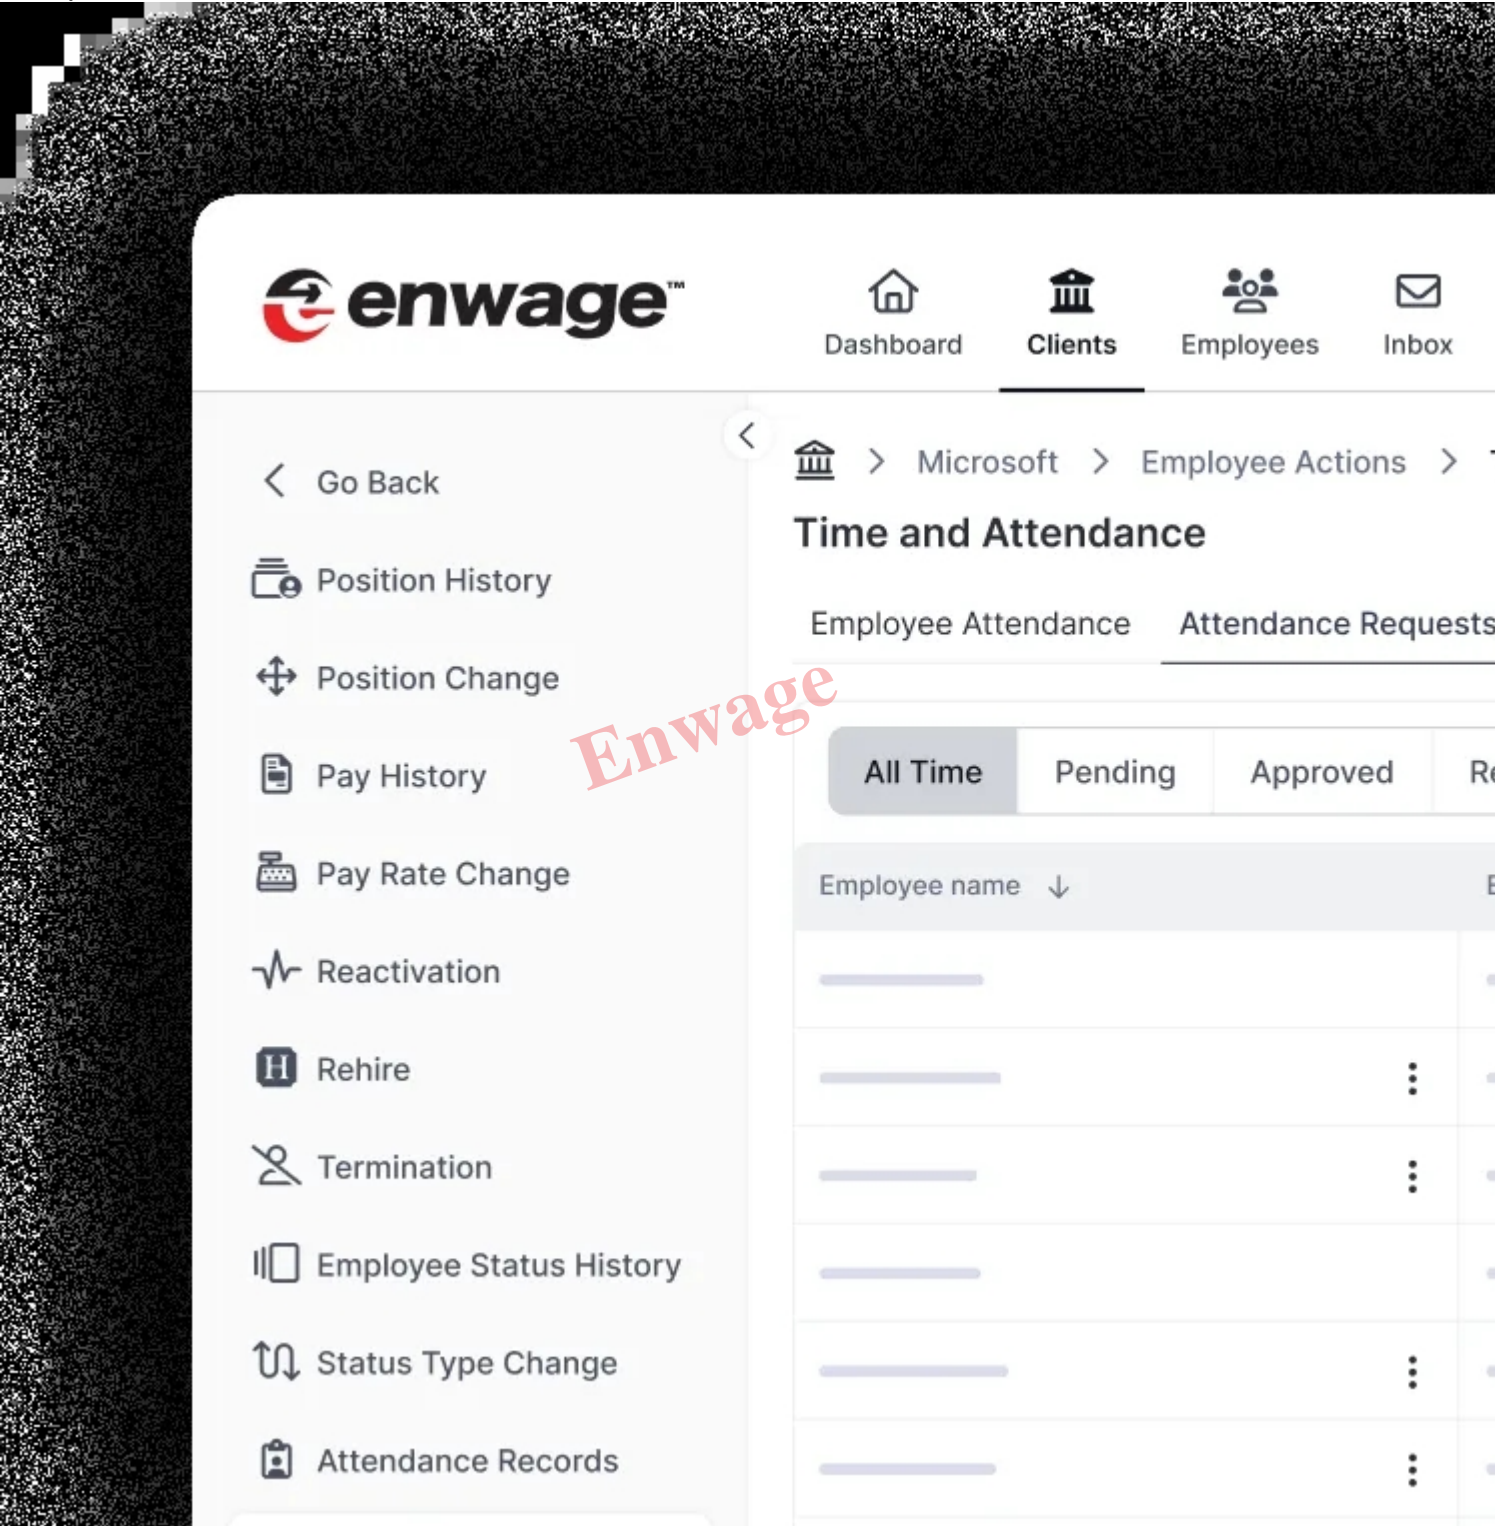 enwage™
Dashboard
Clients
Employees
Inbox
Go Back
Position History
Position Change
Pay History
Pay Rate Change
Reactivation
H Rehire
Termination
Employee Status History
Status Type Change
Attendance Records
Microsoft
Employee Actions
Time and Attendance
Employee Attendance
Attendance Requests
Enwage
All Time
Pending
Approved
Employee name